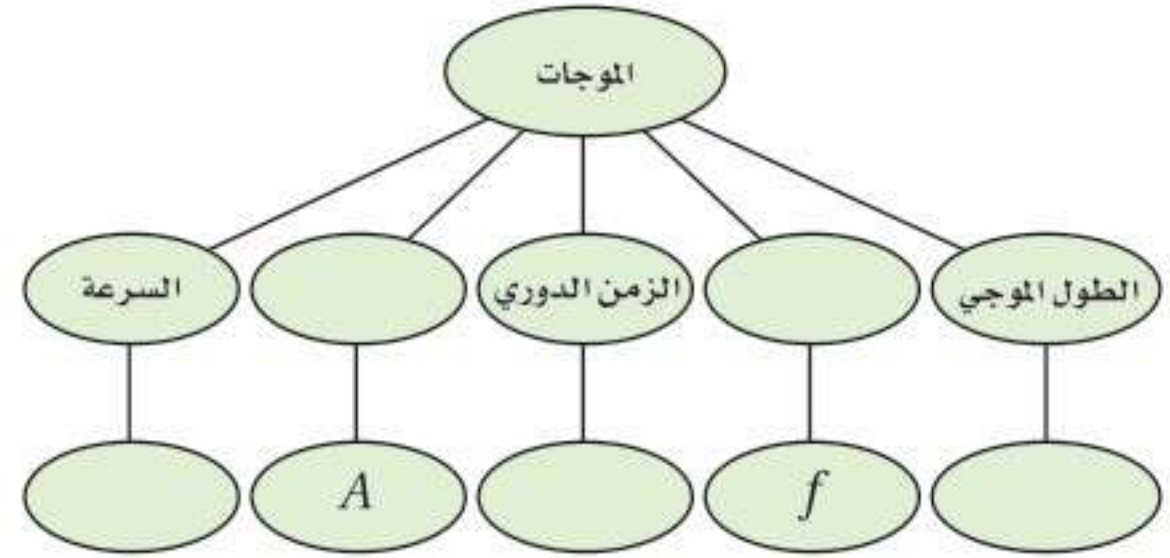 الموجات
الطول الموجي
الزمن الدوري
السرعة
f
A